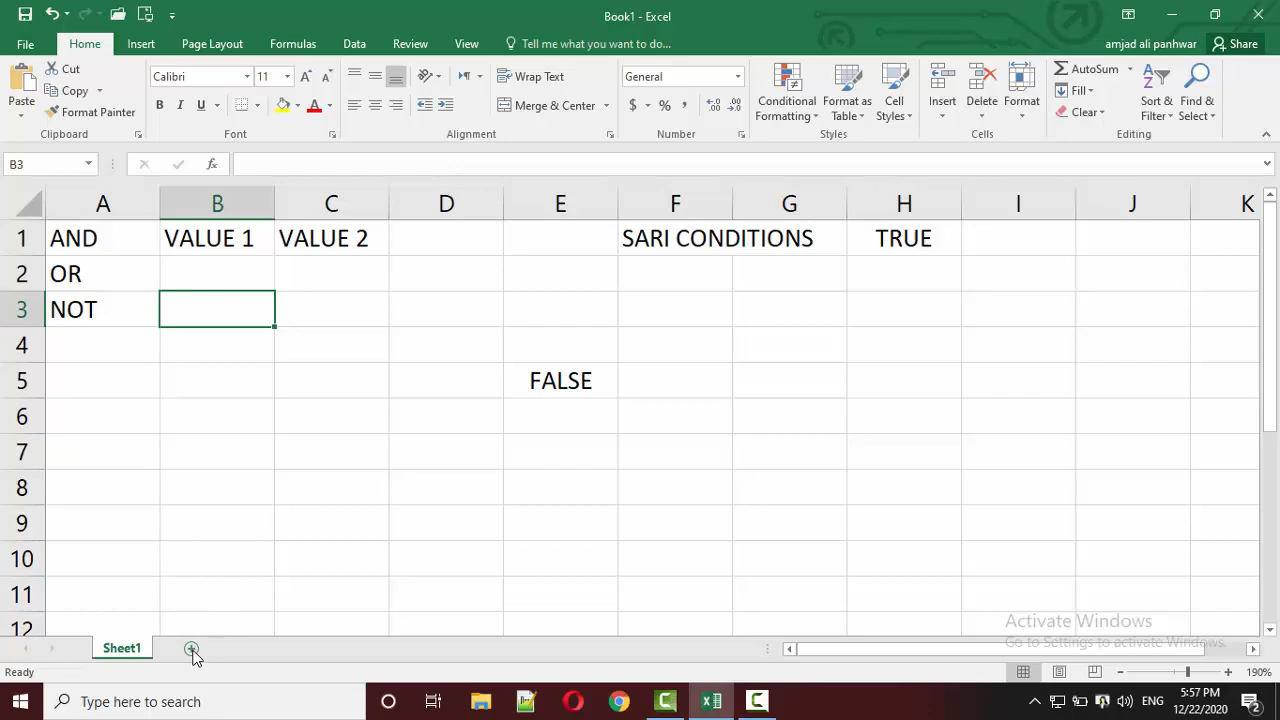 Book1 - Excel
File
Home
Insert
Page Layout
Formulas
Data
Review
View
Tell me what you want to do...
amjad ali panhwar
Share
Paste
Cut
Copy
Format Painter
Clipboard
Calibri
11
B I U
Font
Wrap Text
Merge & Center
Alignment
General
$ % ,
Number
Conditional Formatting
Format as Table
Cell Styles
Styles
Insert
Delete
Format
Cells
AutoSum
Fill
Clear
Sort & Filter
Find & Select
Editing
B3
fx
A B C D E F G H I J K
1 AND VALUE 1 VALUE 2 SARI CONDITIONS TRUE
2 OR
3 NOT
4
5 FALSE
6
7
8
9
10
11
12
Activate Windows
Go to Settings to activate Windows.
Sheet1
Ready
190%
Type here to search
ENG
5:57 PM
12/22/2020
2